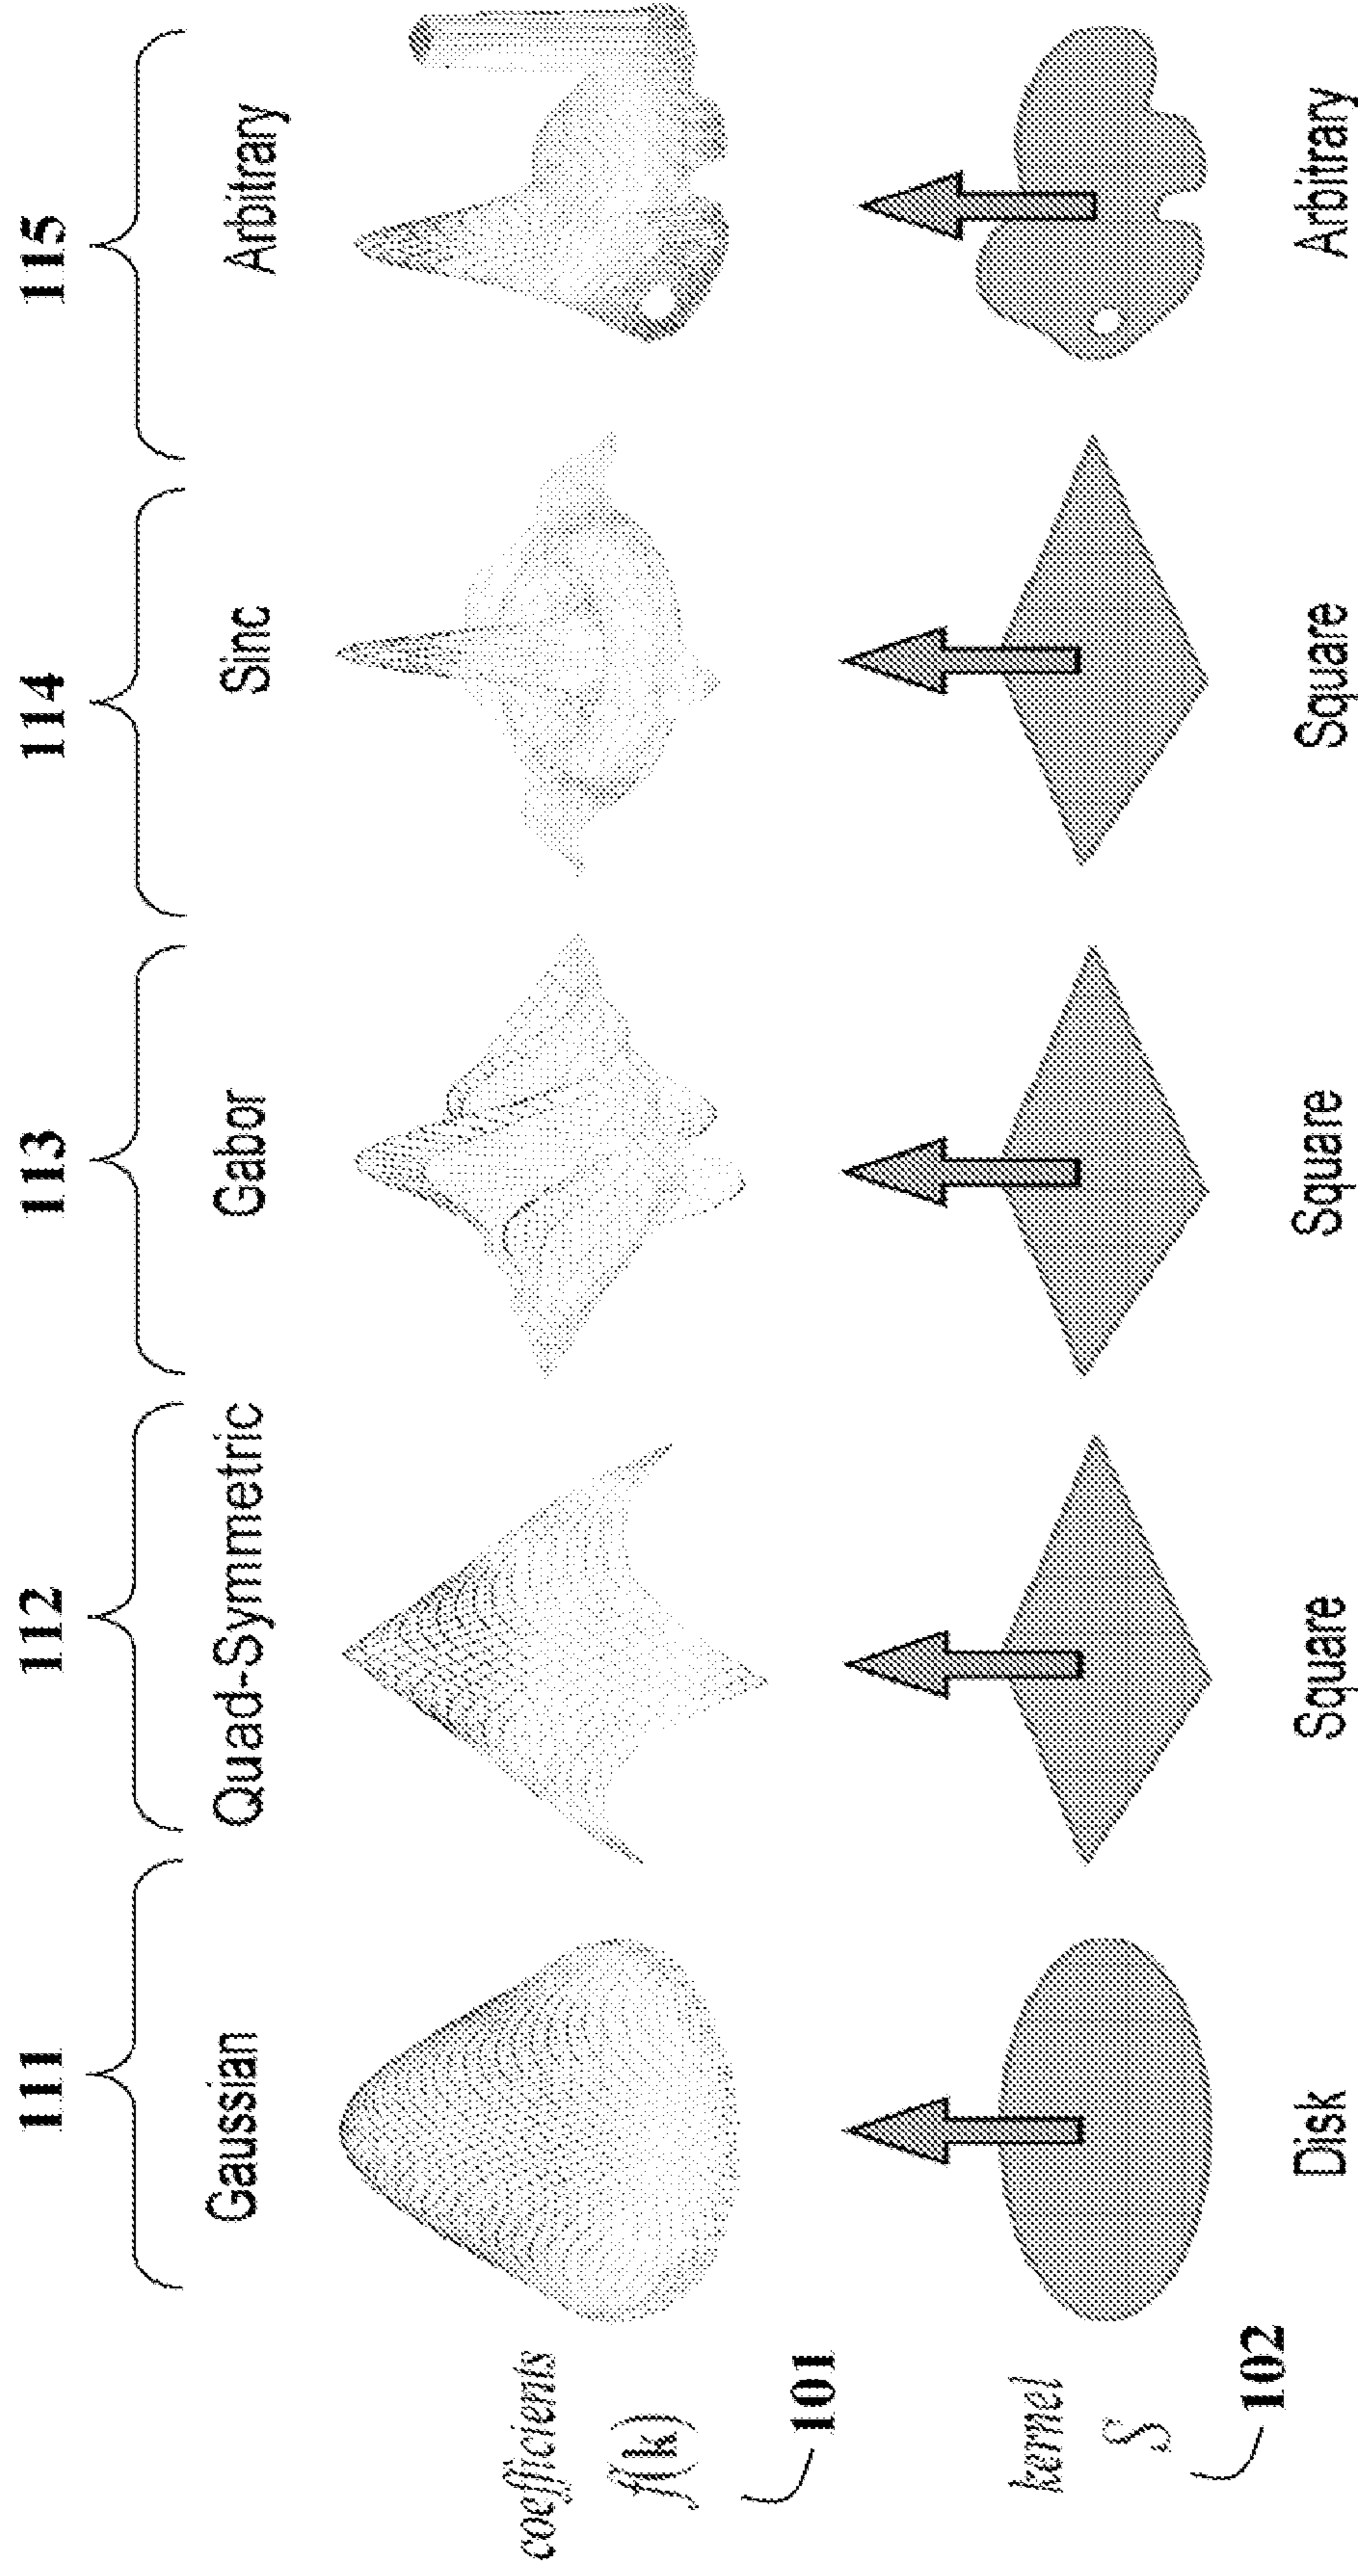 111 112 113 114 115
Gaussian Quad-Symmetric Gabor Sinc Arbitrary
coefficients
f(k)
101
kernel
S
102
Disk Square Square Square Arbitrary